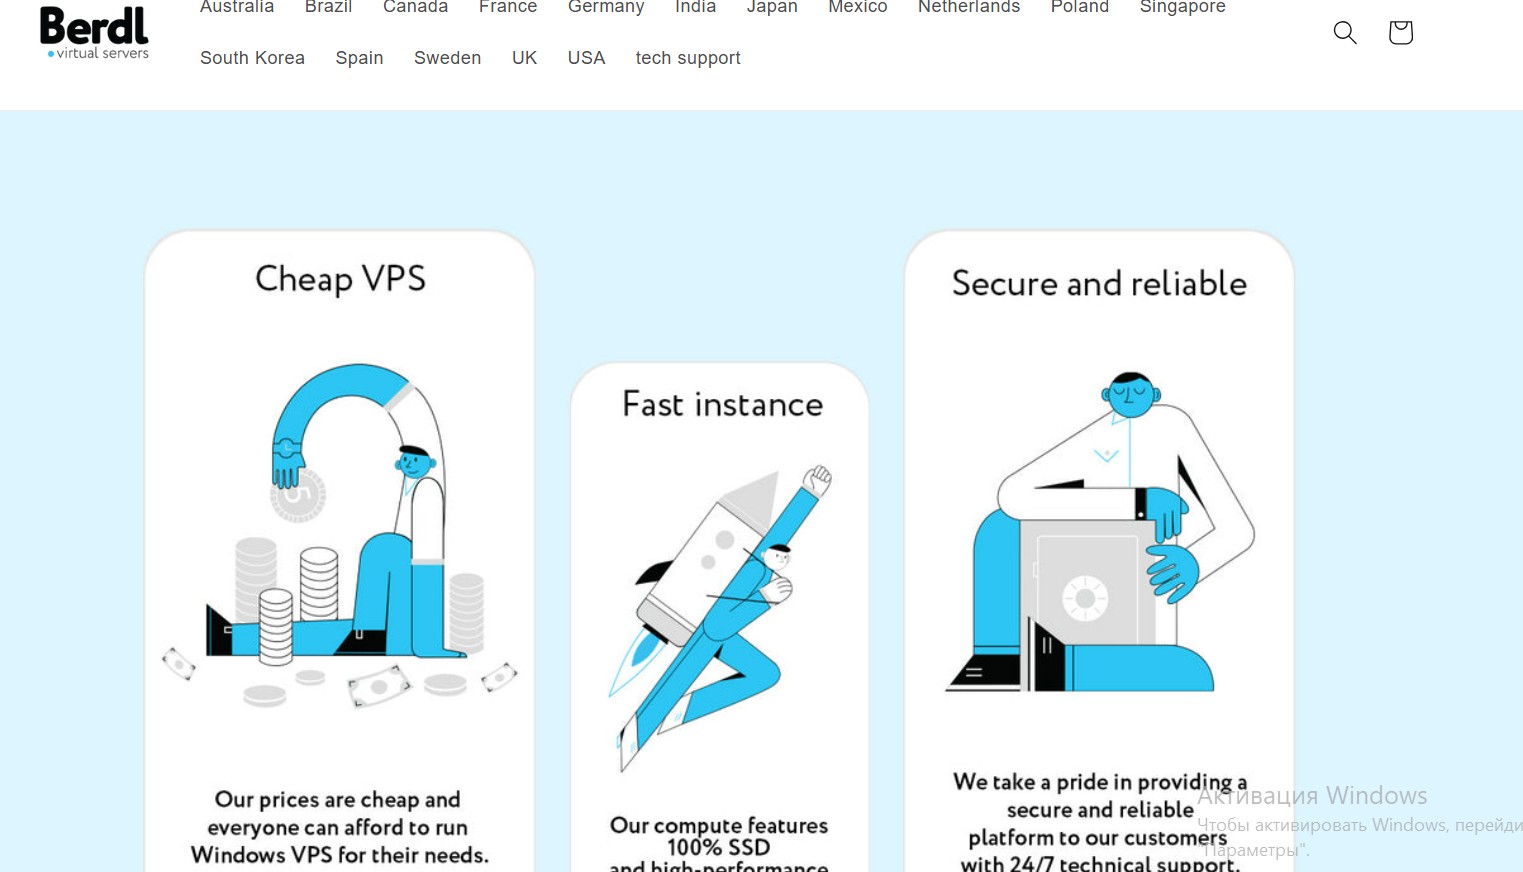 Berdl
virtual servers
Australia Brazil Canada France Germany India Japan Mexico Netherlands Poland Singapore
South Korea Spain Sweden UK USA tech support
Cheap VPS
Our prices are cheap and
everyone can afford to run
Windows VPS for their needs.
Fast instance
Our compute features
100% SSD
and high-performance
Secure and reliable
We take a pride in providing a
secure and reliable
platform to our customers
with 24/7 technical support.
Активация Windows
Чтобы активировать Windows, перейди
"Параметры".